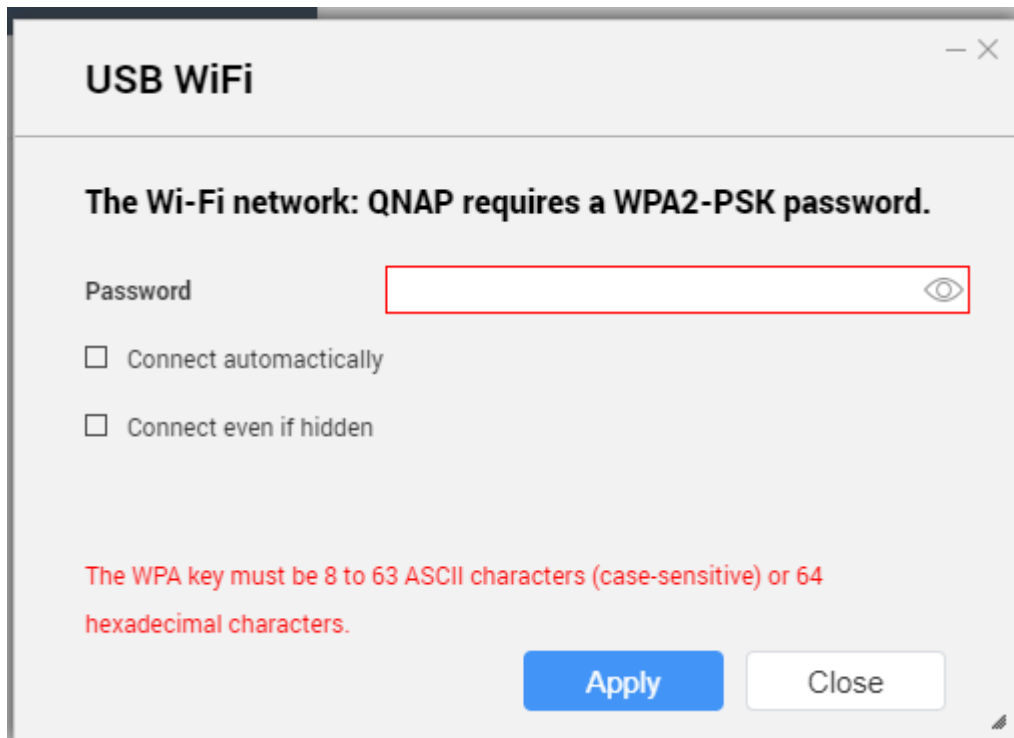 USB WiFi
The Wi-Fi network: QNAP requires a WPA2-PSK password.
Password
Connect automactically
Connect even if hidden
The WPA key must be 8 to 63 ASCII characters (case-sensitive) or 64
hexadecimal characters.
Apply Close